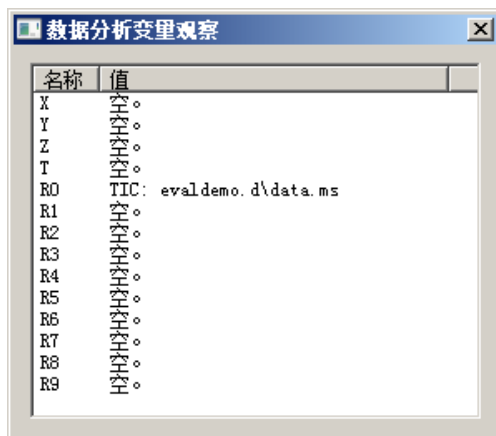 数据分析变量观察
名称 值
X 空。
Y 空。
Z 空。
T 空。
R0 TIC: evaldemo.d\data.ms
R1 空。
R2 空。
R3 空。
R4 空。
R5 空。
R6 空。
R7 空。
R8 空。
R9 空。